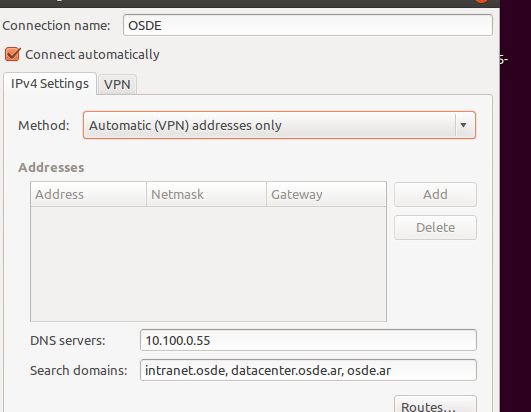 Connection name: OSDE
Connect automatically
IPv4 Settings VPN
Method: Automatic (VPN) addresses only
Addresses
Address Netmask Gateway Add
Delete
DNS servers: 10.100.0.55
Search domains: intranet.osde, datacenter.osde.ar, osde.ar
Routes...